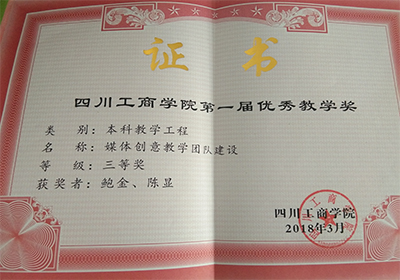 证书
四川工商学院第一届优秀教学奖
类 别：本科教学工程
名 称：媒体创意教学团队建设
等 级：三等奖
获奖者：鲍金、陈显
四川工商学院
2018年3月